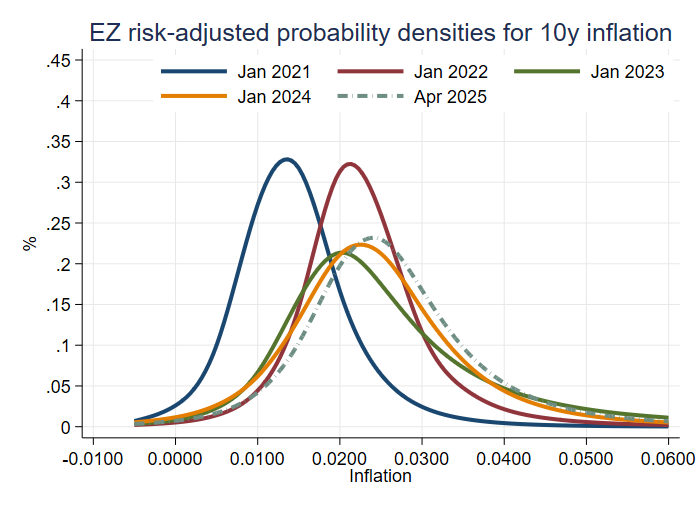 EZ risk-adjusted probability densities for 10y inflation
Jan 2021 Jan 2022 Jan 2023
Jan 2024 Apr 2025
.45
.4
.35
.3
.25
.2
.15
.1
.05
0
%
-0.0100 0.0000 0.0100 0.0200 0.0300 0.0400 0.0500 0.0600
Inflation